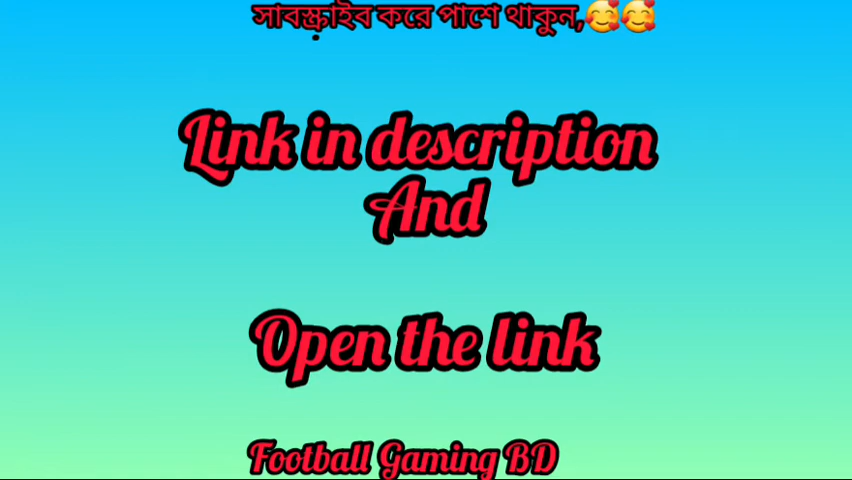 সাবস্ক্রাইব করে পাশে থাকুন,🥰🥰
Link in description
And
Open the link
Football Gaming BD